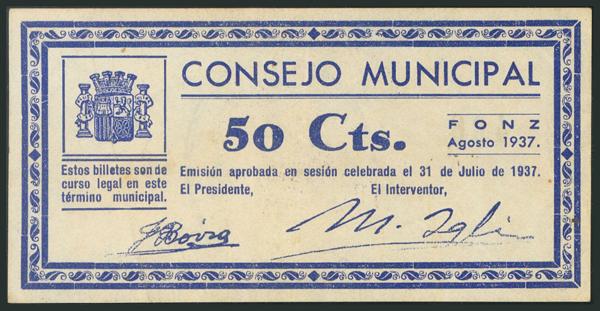 CONSEJO MUNICIPAL
50 Cts.
FONZ
Agosto 1937.
Estos billetes son de
curso legal en este
término municipal.
Emisión aprobada en sesión celebrada el 31 de Julio de 1937.
El Presidente,
El Interventor,